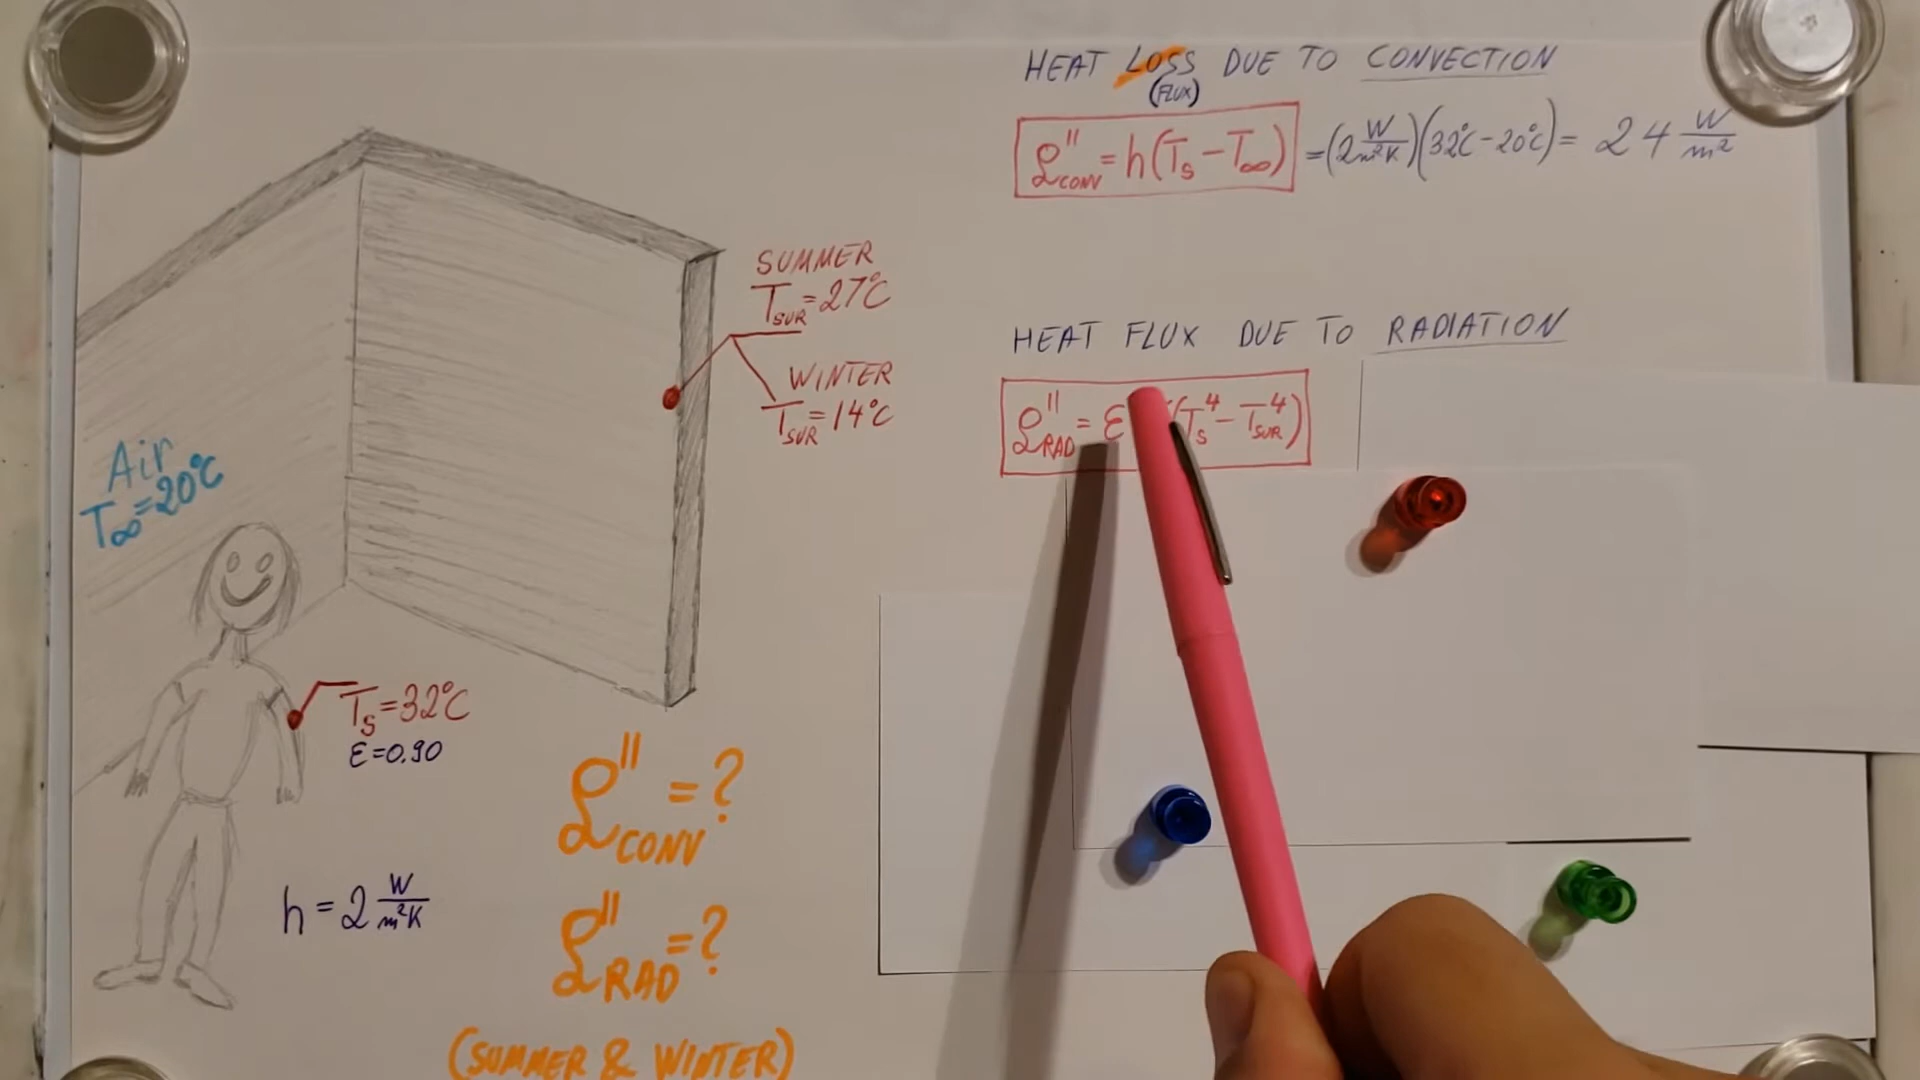 HEAT LOSS DUE TO CONVECTION
(FLUX)
q''CONV = h(Ts - T∞) = (2 W/m²K)(32°C - 20°C) = 24 W/m²
SUMMER
TSUR = 27°C
HEAT FLUX DUE TO RADIATION
WINTER
TSUR = 14°C
q''RAD = ε (Ts⁴ - TSUR⁴)
Air
T∞ = 20°C
Ts = 32°C
ε = 0.90
q''CONV = ?
h = 2 W/m²K
q''RAD = ?
(SUMMER & WINTER)